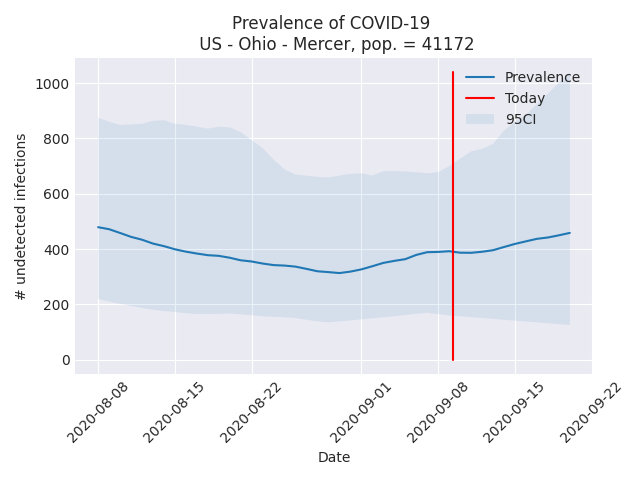 Prevalence of COVID-19
US - Ohio - Mercer, pop. = 41172
Prevalence
Today
95CI
# undetected infections
1000
800
600
400
200
0
2020-08-08
2020-08-15
2020-08-22
2020-09-01
2020-09-08
2020-09-15
2020-09-22
Date